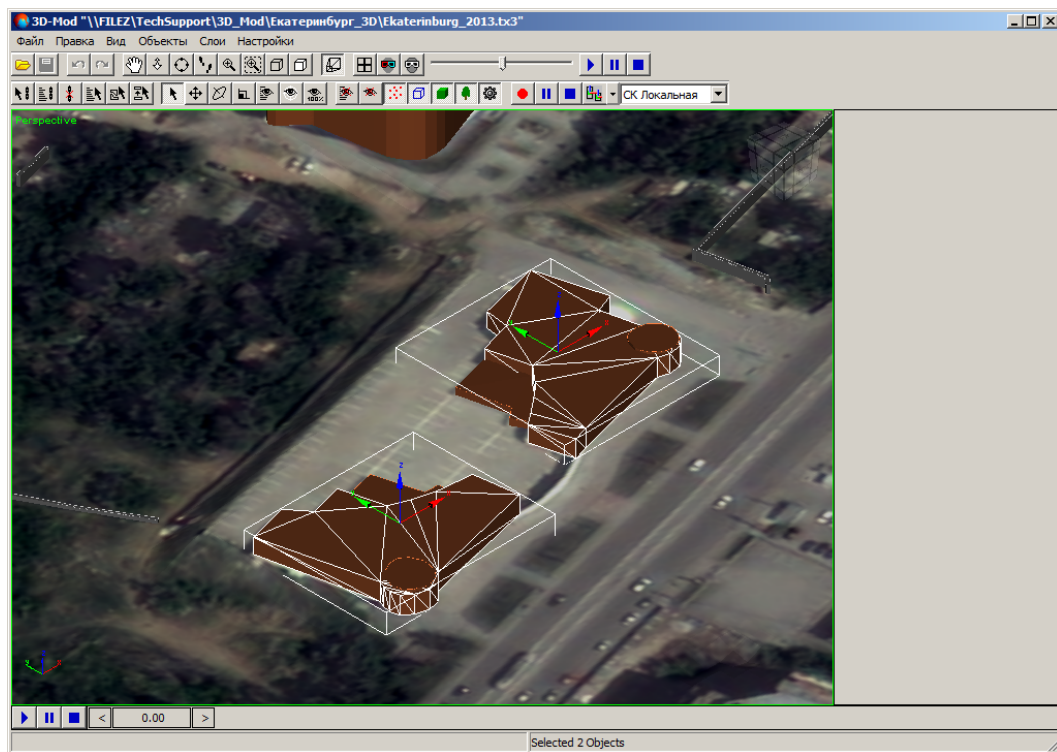 3D-Mod "\\FILEZ\TechSupport\3D_Mod\Екатеринбург_3D\Ekaterinburg_2013.tx3"
Файл Правка Вид Объекты Слои Настройки
100%
СК Локальная
Perspective
z
z
z
< 0.00 >
Selected 2 Objects